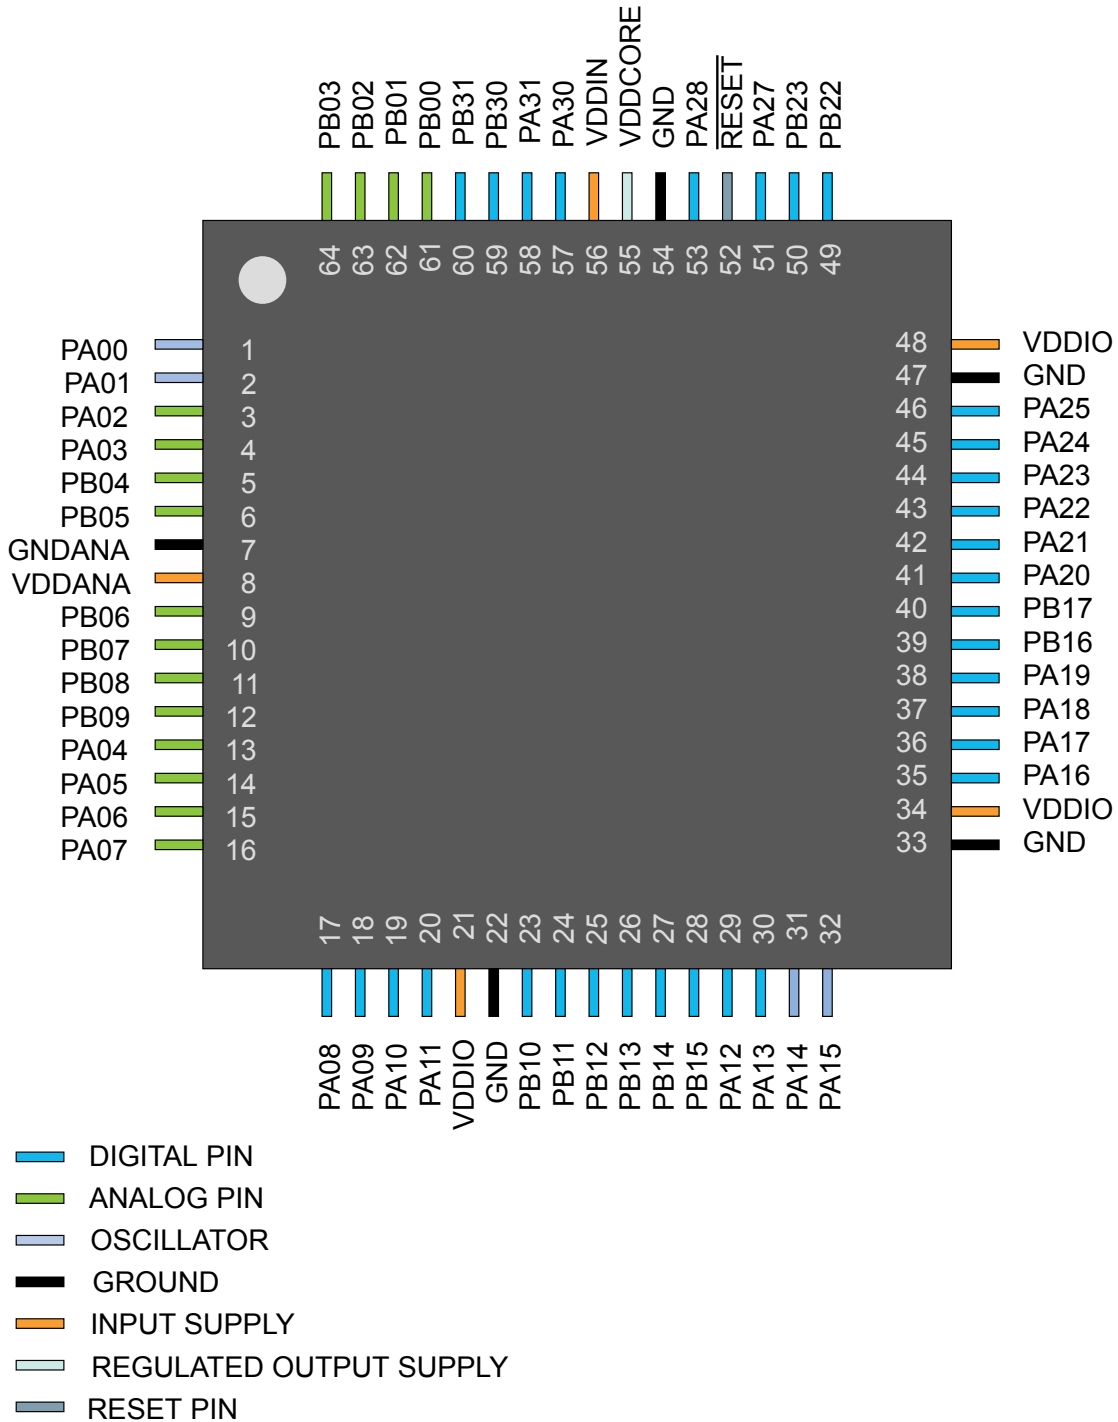 PB03
PB02
PB01
PB00
PB31
PB30
PA31
PA30
VDDIN
VDDCORE
GND
PA28
RESET
PA27
PB23
PB22
64
63
62
61
60
59
58
57
56
55
54
53
52
51
50
49
PA00 1
PA01 2
PA02 3
PA03 4
PB04 5
PB05 6
GNDANA 7
VDDANA 8
PB06 9
PB07 10
PB08 11
PB09 12
PA04 13
PA05 14
PA06 15
PA07 16
48 VDDIO
47 GND
46 PA25
45 PA24
44 PA23
43 PA22
42 PA21
41 PA20
40 PB17
39 PB16
38 PA19
37 PA18
36 PA17
35 PA16
34 VDDIO
33 GND
17
18
19
20
21
22
23
24
25
26
27
28
29
30
31
32
PA08
PA09
PA10
PA11
VDDIO
GND
PB10
PB11
PB12
PB13
PB14
PB15
PA12
PA13
PA14
PA15
DIGITAL PIN
ANALOG PIN
OSCILLATOR
GROUND
INPUT SUPPLY
REGULATED OUTPUT SUPPLY
RESET PIN